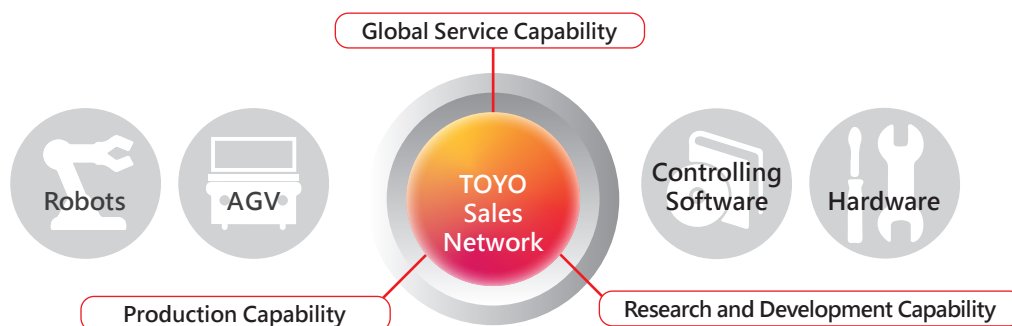 Global Service Capability
Robots
AGV
TOYO
Sales
Network
Controlling
Software
Hardware
Production Capability
Research and Development Capability